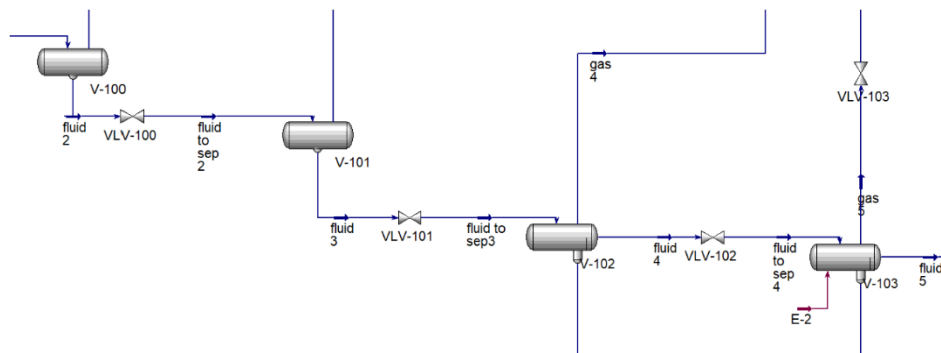 gas
4
V-100
VLV-103
fluid
2
VLV-100
fluid
to
sep
2
V-101
gas
fluid
3
VLV-101
fluid to
sep3
V-102
fluid
4
VLV-102
fluid
to
sep
4
V-103
fluid
5
E-2